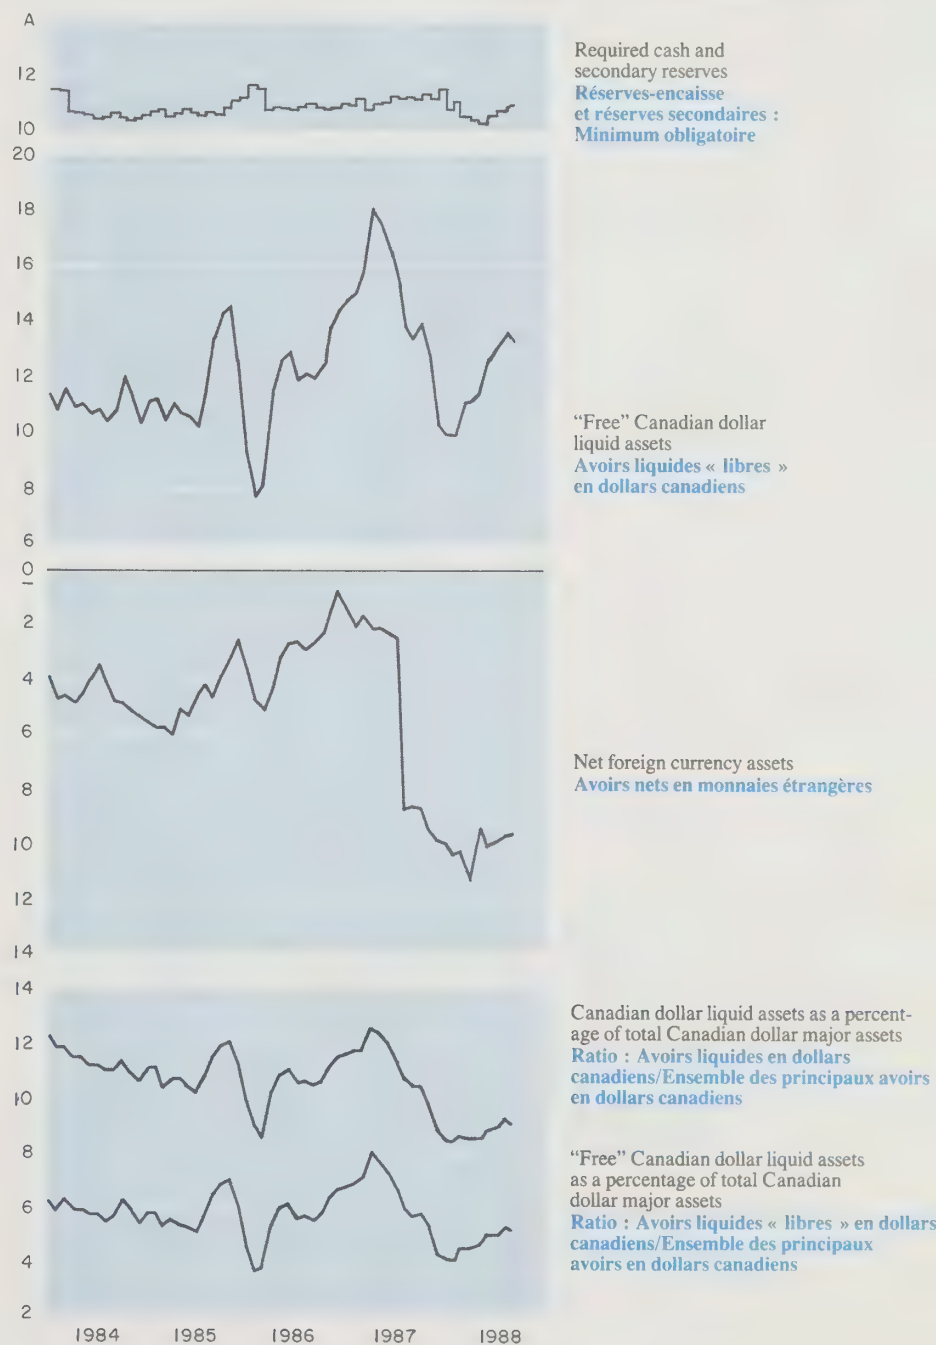 A
12
10
Required cash and
secondary reserves
Réserves-encaisse
et réserves secondaires :
Minimum obligatoire
20
18
16
14
12
10
8
6
"Free" Canadian dollar
liquid assets
Avoirs liquides « libres »
en dollars canadiens
0
–
2
4
6
8
10
12
14
Net foreign currency assets
Avoirs nets en monnaies étrangères
14
12
10
8
6
4
2
Canadian dollar liquid assets as a percent-
age of total Canadian dollar major assets
Ratio : Avoirs liquides en dollars
canadiens/Ensemble des principaux avoirs
en dollars canadiens
"Free" Canadian dollar liquid assets
as a percentage of total Canadian
dollar major assets
Ratio : Avoirs liquides « libres » en dollars
canadiens/Ensemble des principaux
avoirs en dollars canadiens
1984 1985 1986 1987 1988